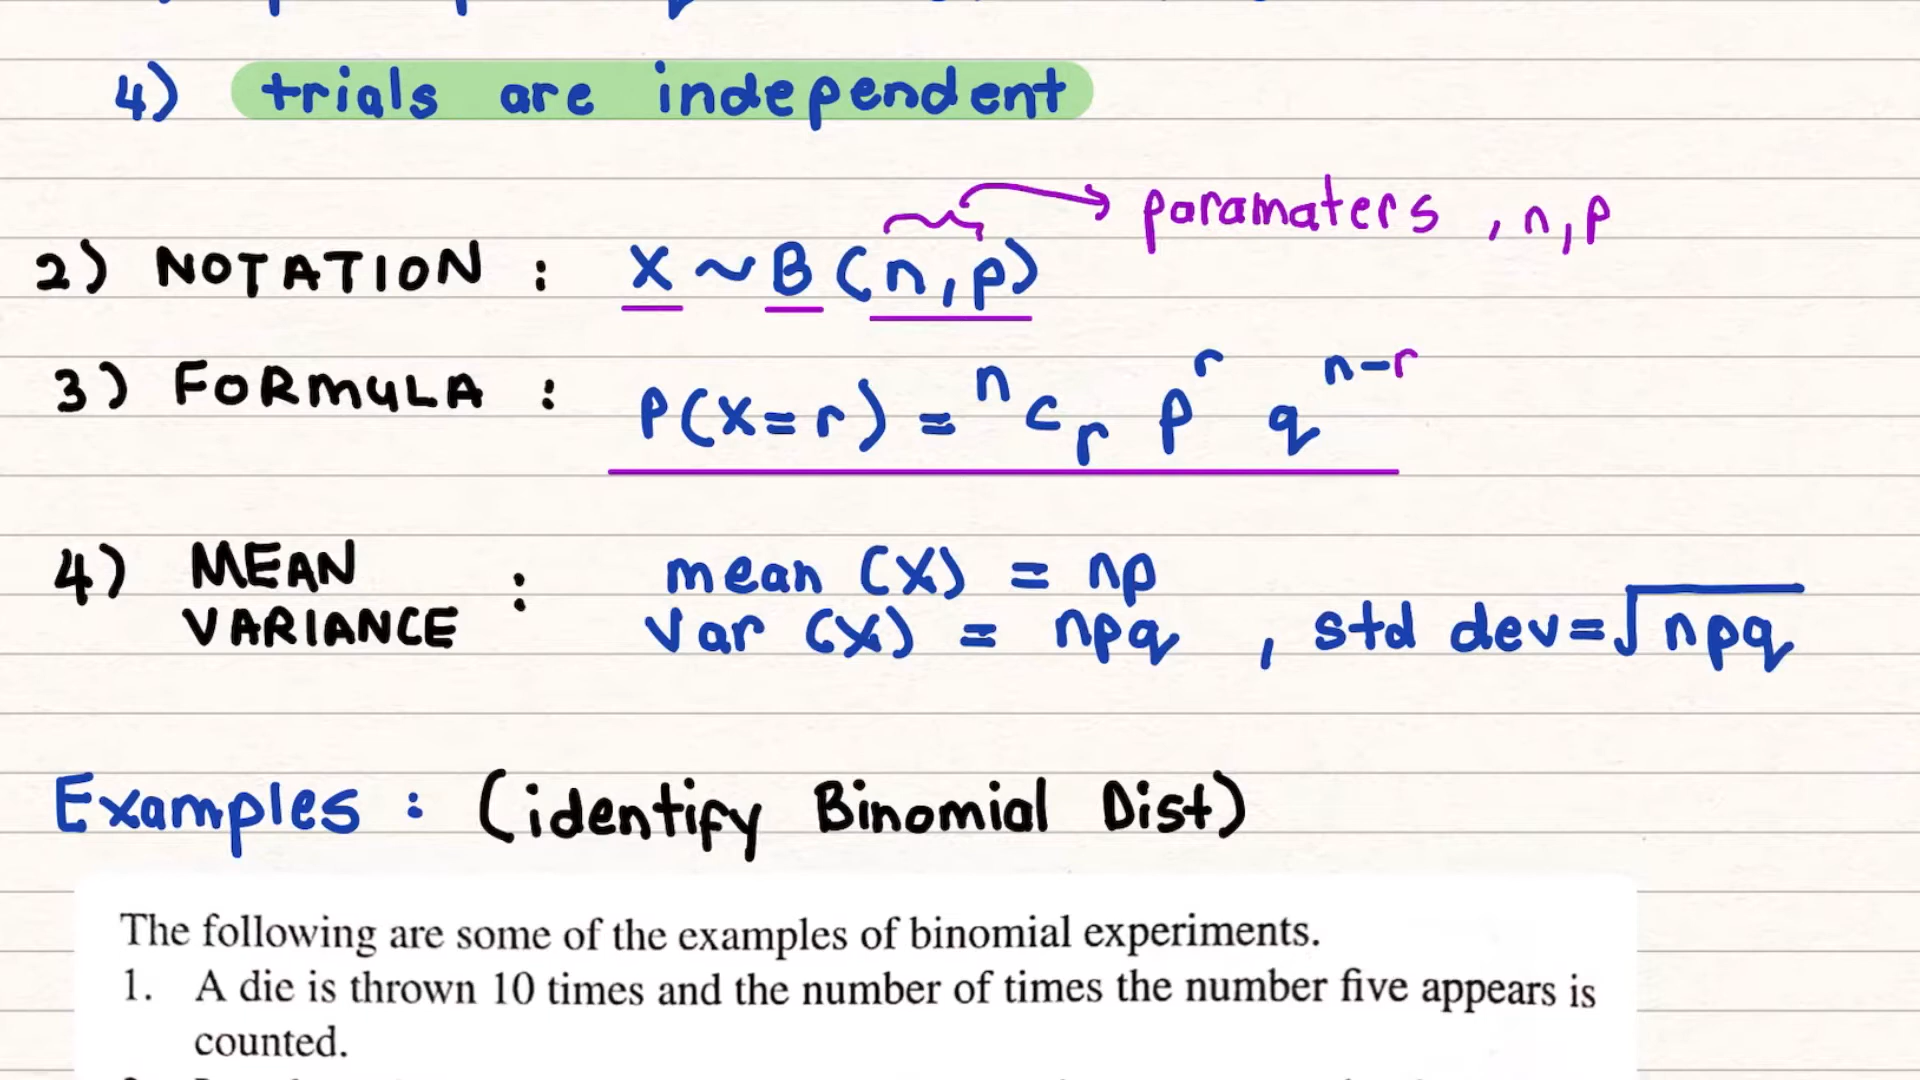 4) trials are independent
2) NOTATION : X ~ B (n,p) → paramaters , n,p
3) FORMULA : P(X=r) = ⁿCᵣ pʳ qⁿ⁻ʳ
4) MEAN VARIANCE : mean (X) = np
Var (X) = npq , std dev = √npq
Examples : (identify Binomial Dist)
The following are some of the examples of binomial experiments.
1. A die is thrown 10 times and the number of times the number five appears is
counted.